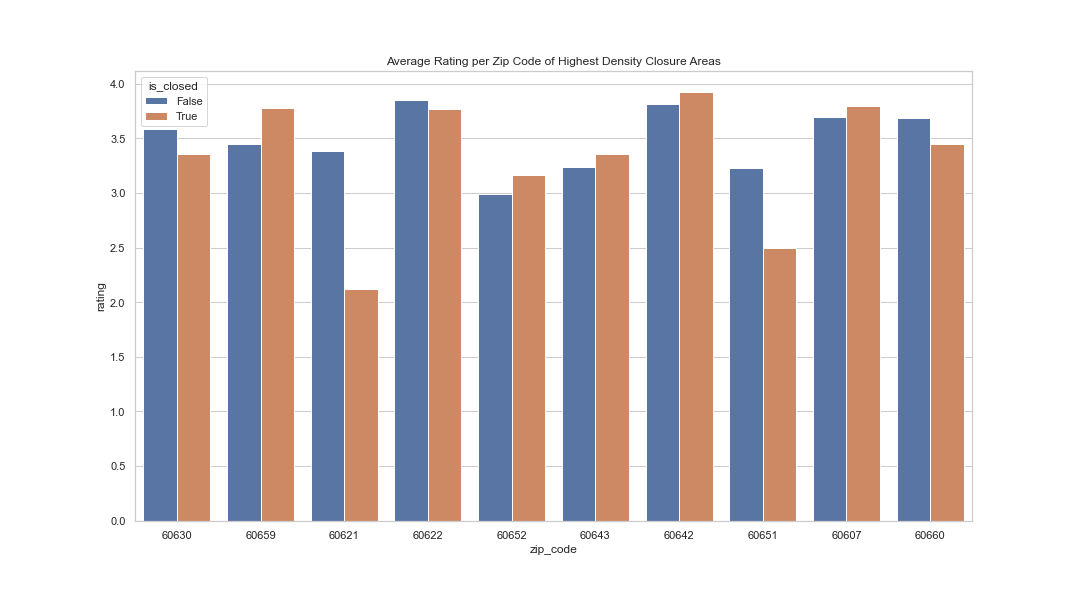 Average Rating per Zip Code of Highest Density Closure Areas
is_closed
False
True
4.0
3.5
3.0
2.5
2.0
1.5
1.0
0.5
0.0
rating
60630 60659 60621 60622 60652 60643 60642 60651 60607 60660
zip_code